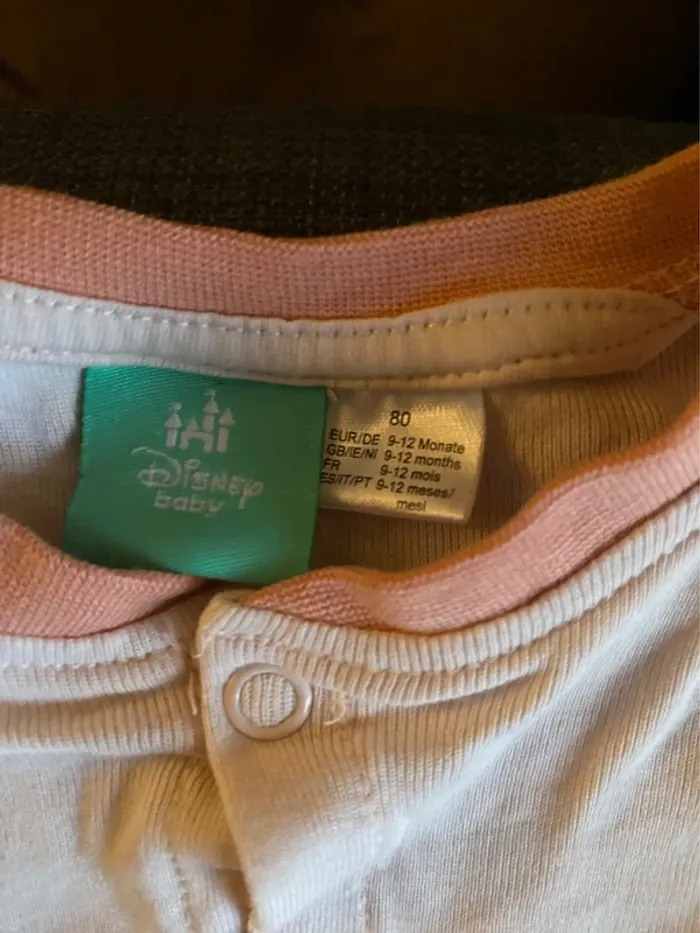 Disney
baby
80
EUR/DE 9-12 Monate
GB/IE/NI 9-12 months
FR 9-12 mois
ES/IT/PT 9-12 meses/
mesi